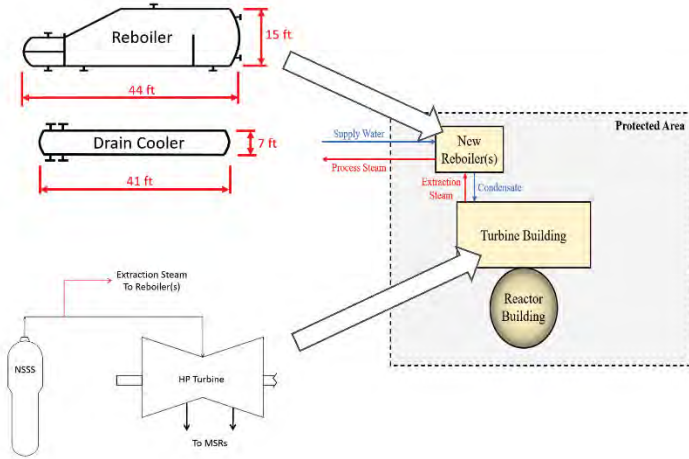 Reboiler
15 ft
44 ft
Drain Cooler
7 ft
41 ft
Extraction Steam
To Reboiler(s)
NSSS
HP Turbine
To MSRs
Protected Area
Supply Water
Process Steam
New
Reboiler(s)
Extraction
Steam
Condensate
Turbine Building
Reactor
Building